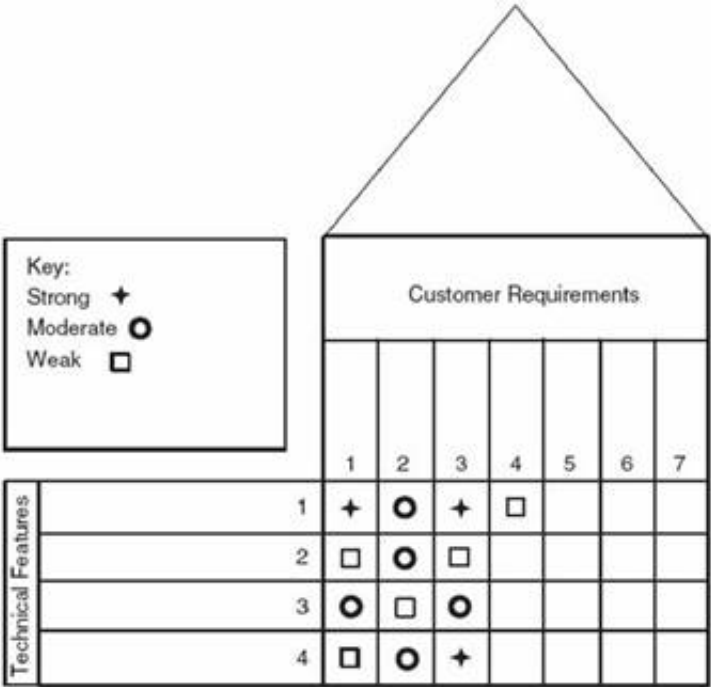 Key:
Strong
Moderate
Weak
Customer Requirements
1 2 3 4 5 6 7
Technical Features
1
2
3
4